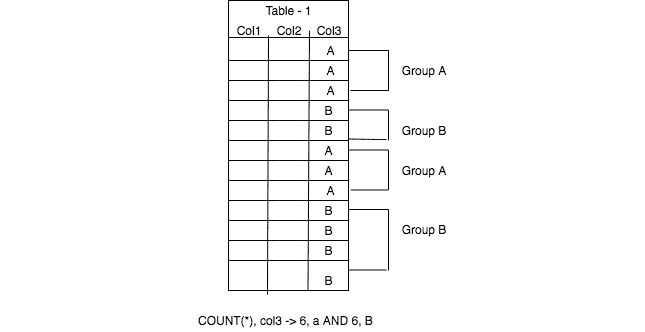 Table - 1
Col1 Col2 Col3
A
A Group A
A
B
B Group B
A
A Group A
A
B
B Group B
B
B
COUNT(*), col3 -> 6, a AND 6, B